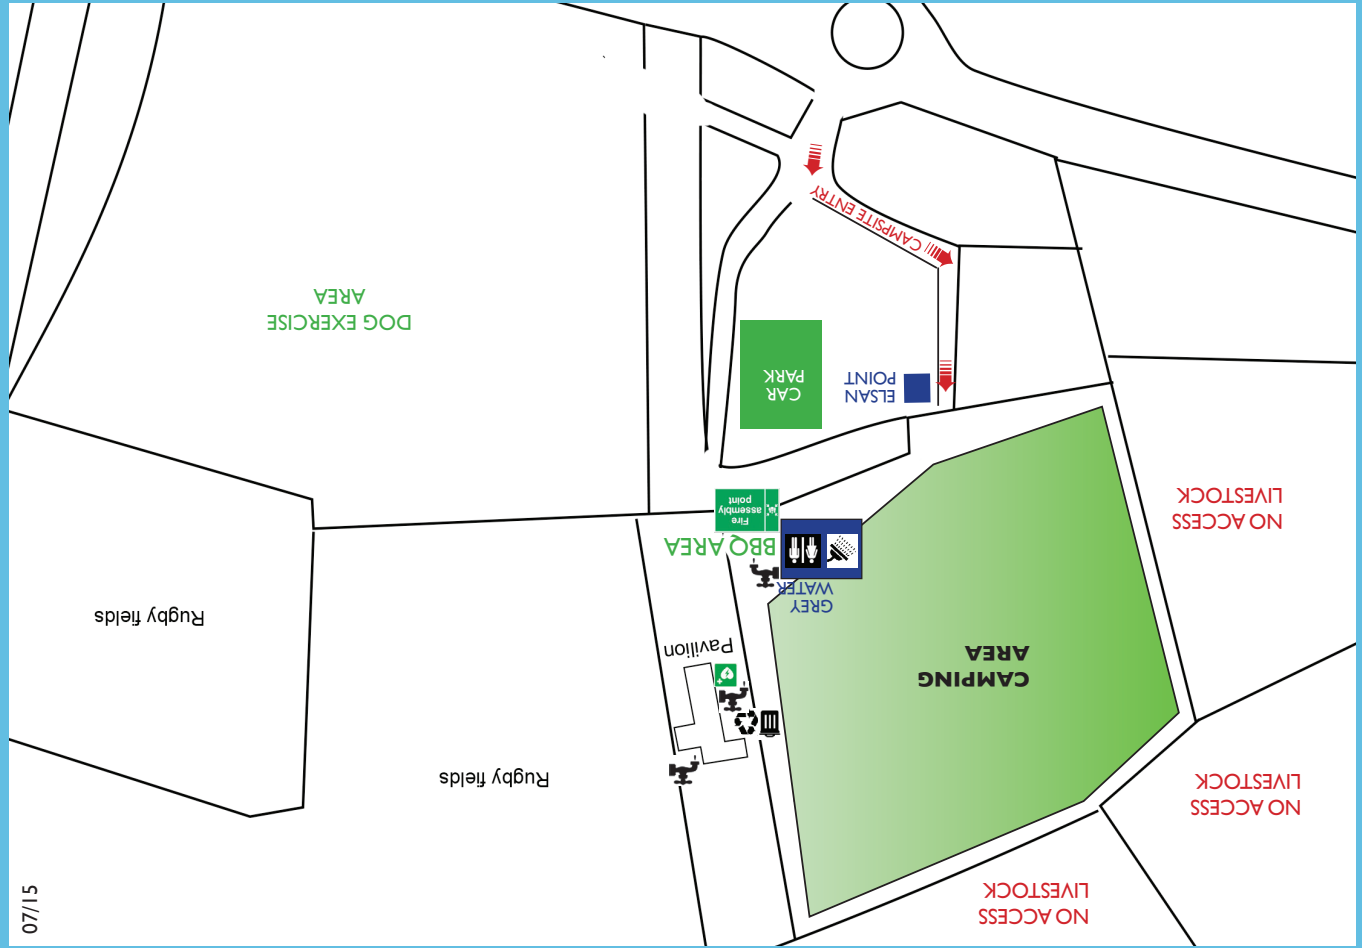 NO ACCESS
LIVESTOCK
07/15
NO ACCESS
LIVESTOCK
Rugby fields
CAMPING
AREA
Pavilion
Rugby fields
GREY
WATER
BBQ AREA
NO ACCESS
LIVESTOCK
Fire
assembly
point
ELSAN
POINT
CAR
PARK
DOG EXERCISE
AREA
CAMPSITE ENTRY